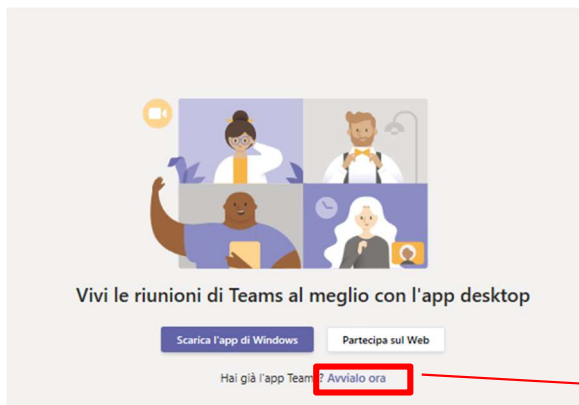 Vivi le riunioni di Teams al meglio con l'app desktop
Scarica l'app di Windows
Partecipa sul Web
Hai già l'app Team ? Avvialo ora